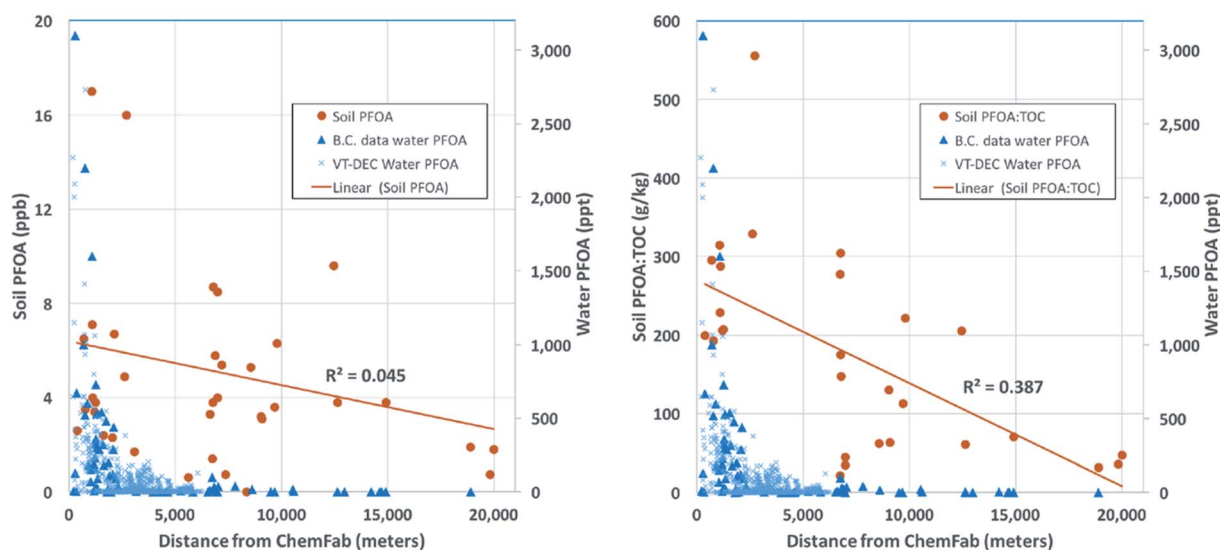 20
16
12
8
4
0
Soil PFOA (ppb)
3,000
2,500
2,000
1,500
1,000
500
0
Water PFOA (ppt)
Soil PFOA
B.C. data water PFOA
VT-DEC Water PFOA
Linear (Soil PFOA)
R² = 0.045
0 5,000 10,000 15,000 20,000
Distance from ChemFab (meters)
600
500
400
300
200
100
0
Soil PFOA:TOC (g/kg)
3,000
2,500
2,000
1,500
1,000
500
0
Water PFOA (ppt)
Soil PFOA:TOC
B.C. data water PFOA
VT-DEC Water PFOA
Linear (Soil PFOA:TOC)
R² = 0.387
0 5,000 10,000 15,000 20,000
Distance from ChemFab (meters)